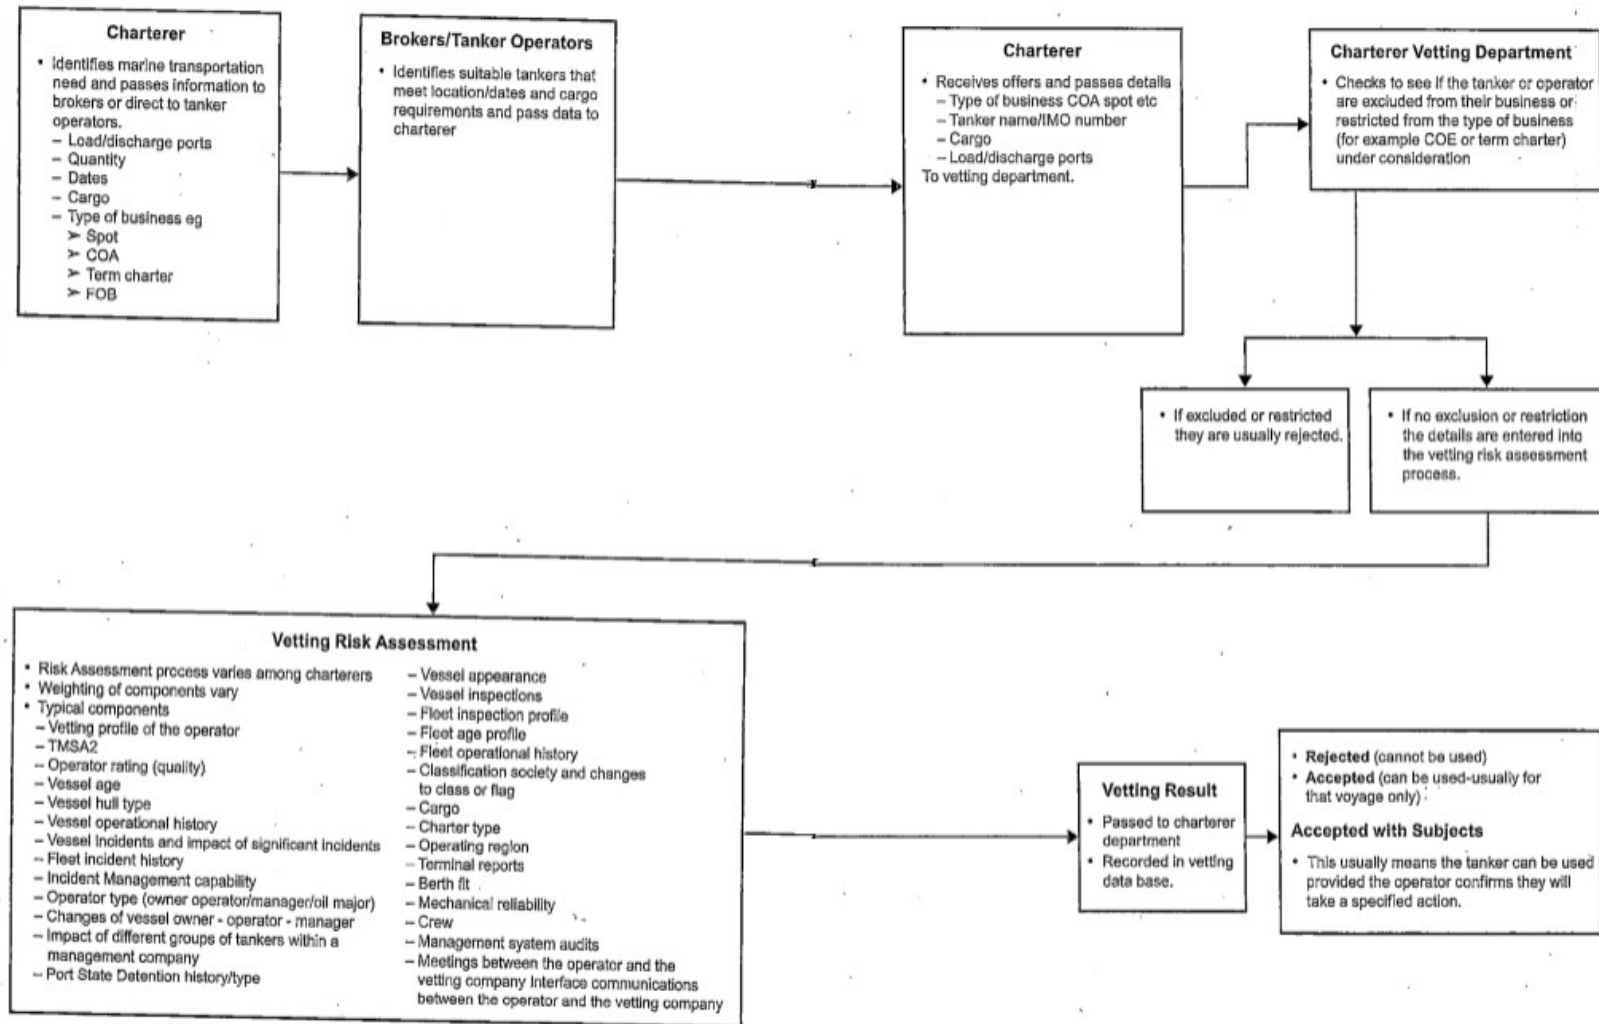 Charterer
• Identifies marine transportation
need and passes information to
brokers or direct to tanker
operators.
– Load/discharge ports
– Quantity
– Dates
– Cargo
– Type of business eg
➢ Spot
➢ COA
➢ Term charter
➢ FOB
Brokers/Tanker Operators
• Identifies suitable tankers that
meet location/dates and cargo
requirements and pass data to
charterer
Charterer
• Receives offers and passes details
– Type of business COA spot etc
– Tanker name/IMO number
– Cargo
– Load/discharge ports
To vetting department.
Charterer Vetting Department
• Checks to see if the tanker or operator
are excluded from their business or
restricted from the type of business
(for example COE or term charter)
under consideration
• If excluded or restricted
they are usually rejected.
• If no exclusion or restriction
the details are entered into
the vetting risk assessment
process.
Vetting Risk Assessment
• Risk Assessment process varies among charterers
• Weighting of components vary
• Typical components
– Vetting profile of the operator
– TMSA2
– Operator rating (quality)
– Vessel age
– Vessel hull type
– Vessel operational history
– Vessel Incidents and impact of significant incidents
– Fleet incident history
– Incident Management capability
– Operator type (owner operator/manager/oil major)
– Changes of vessel owner - operator - manager
– Impact of different groups of tankers within a
management company
– Port State Detention history/type
– Vessel appearance
– Vessel inspections
– Fleet inspection profile
– Fleet age profile
– Fleet operational history
– Classification society and changes
to class or flag
– Cargo
– Charter type
– Operating region
– Terminal reports
– Berth fit
– Mechanical reliability
– Crew
– Management system audits
– Meetings between the operator and the
vetting company Interface communications
between the operator and the vetting company
Vetting Result
• Passed to charterer
department
• Recorded in vetting
data base.
• Rejected (cannot be used)
• Accepted (can be used-usually for
that voyage only)
Accepted with Subjects
• This usually means the tanker can be used
provided the operator confirms they will
take a specified action.